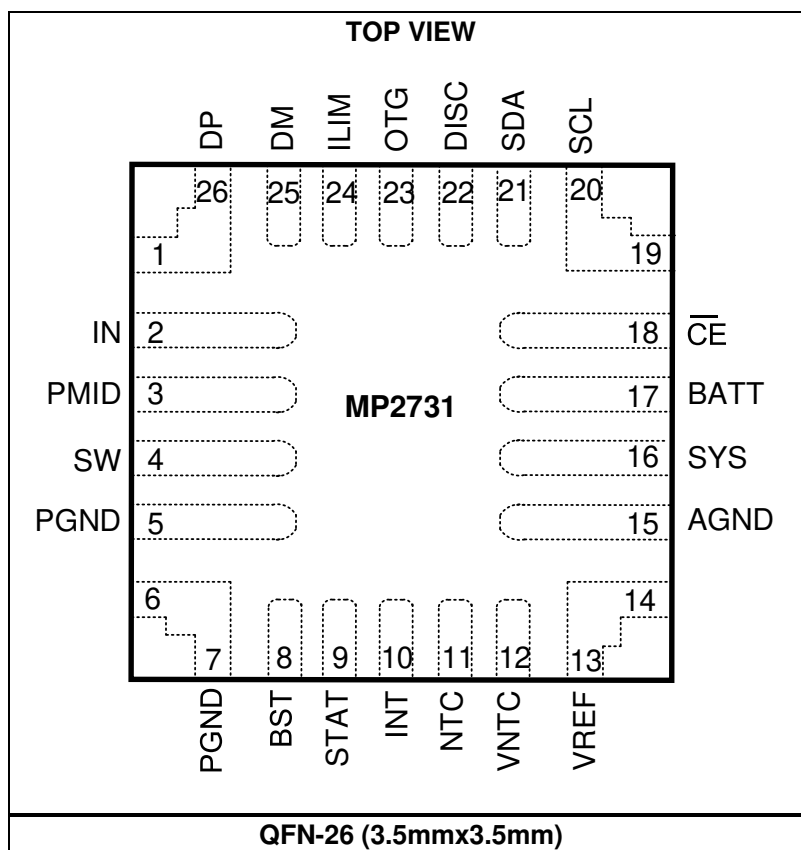 TOP VIEW
DP DM ILIM OTG DISC SDA SCL
26 25 24 23 22 21 20
1 19
IN 2 18 C̅E̅
PMID 3 MP2731 17 BATT
SW 4 16 SYS
PGND 5 15 AGND
6 14
7 8 9 10 11 12 13
PGND BST STAT INT NTC VNTC VREF
QFN-26 (3.5mmx3.5mm)